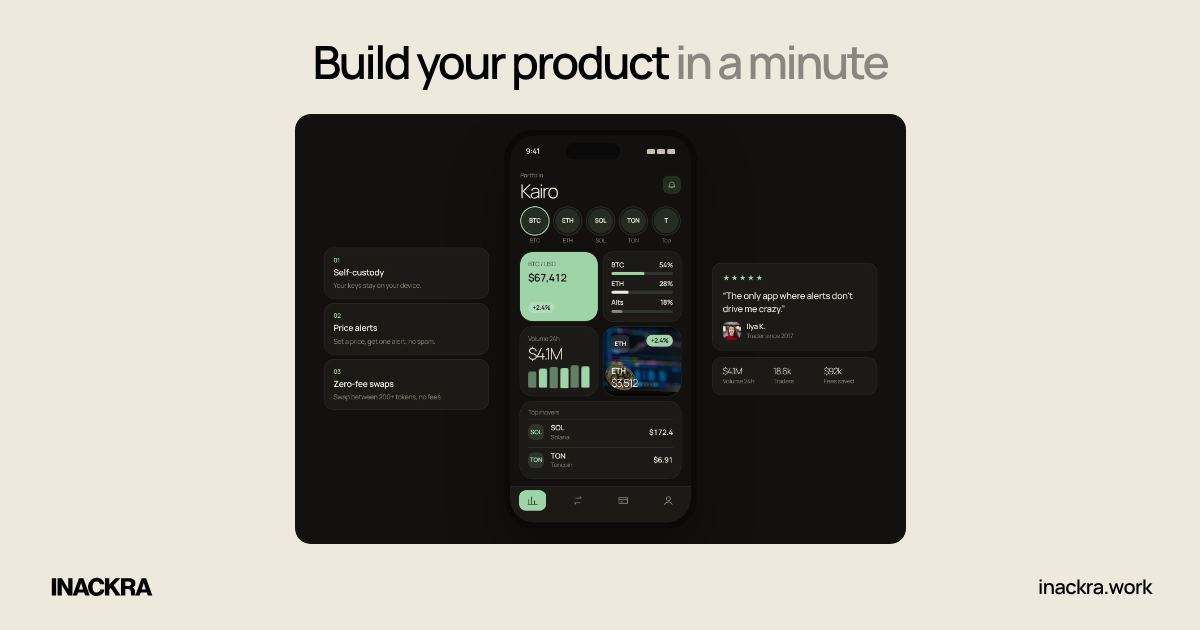 Build your product in a minute
9:41
Portfolio
Kairo
BTC ETH SOL TON T
BTC ETH SOL TON Top
BTC / USD
$67,412
+2.4%
BTC 54%
ETH 28%
Alts 18%
Volume 24h
$4.1M
ETH +2.4%
ETH
$3,512
Top movers
SOL SOL $172.4
Solana
TON TON $6.91
Toncoin
01
Self-custody
Your keys stay on your device.
02
Price alerts
Set a price, get one alert, no spam.
03
Zero-fee swaps
Swap between 200+ tokens, no fees
★★★★★
“The only app where alerts don’t
drive me crazy.”
Ilya K.
Trader since 2017
$4.1M 18.6k $92k
Volume 24h Traders Fees saved
INACKRA
inackra.work